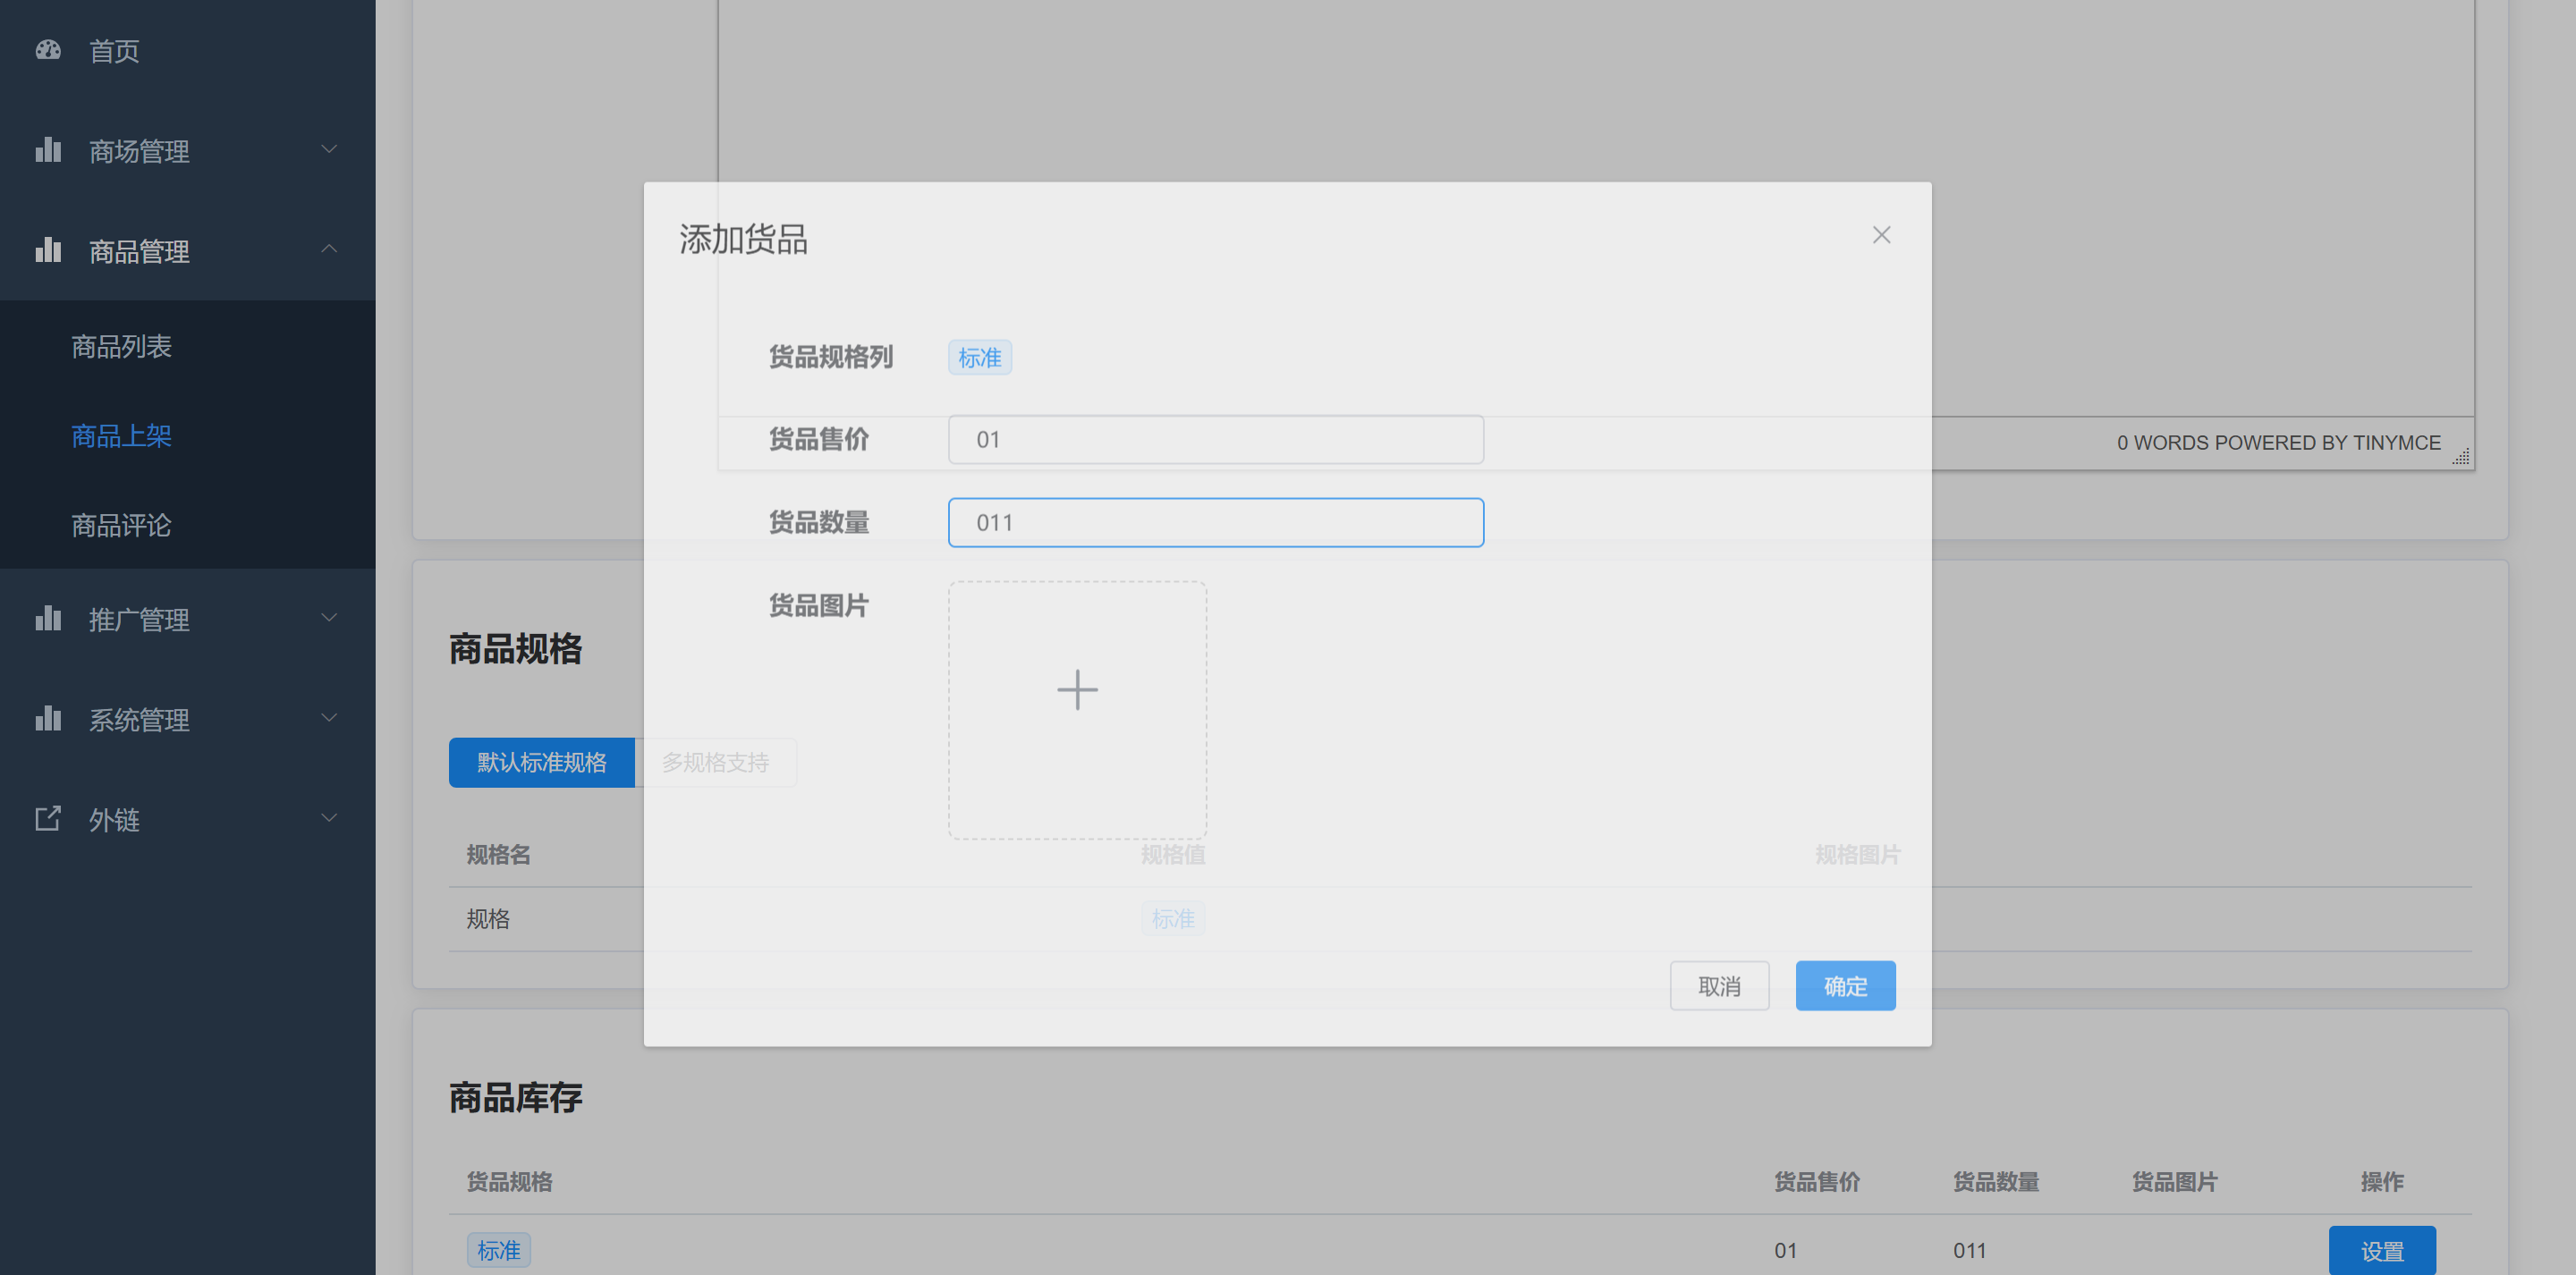 首页
商场管理
商品管理
商品列表
商品上架
商品评论
推广管理
系统管理
外链
添加货品
货品规格列 标准
货品售价 01
0 WORDS POWERED BY TINYMCE
货品数量 011
货品图片
商品规格
默认标准规格 多规格支持
规格名 规格值 规格图片
规格 标准
取消 确定
商品库存
货品规格 货品售价 货品数量 货品图片 操作
标准 01 011 设置